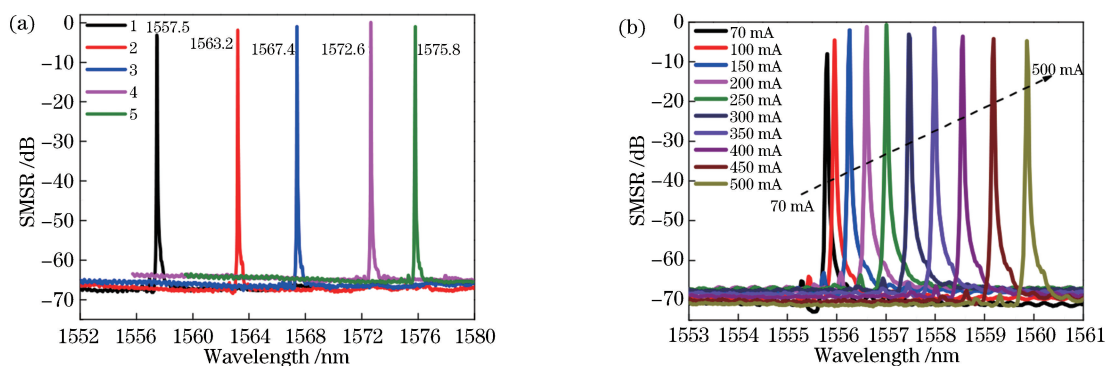 (a)
SMSR /dB
0
−10
−20
−30
−40
−50
−60
−70
1
2
3
4
5
1557.5
1563.2
1567.4
1572.6
1575.8
1552 1556 1560 1564 1568 1572 1576 1580
Wavelength /nm
(b)
SMSR /dB
0
−10
−20
−30
−40
−50
−60
−70
70 mA
100 mA
150 mA
200 mA
250 mA
300 mA
350 mA
400 mA
450 mA
500 mA
500 mA
70 mA
1553 1554 1555 1556 1557 1558 1559 1560 1561
Wavelength /nm